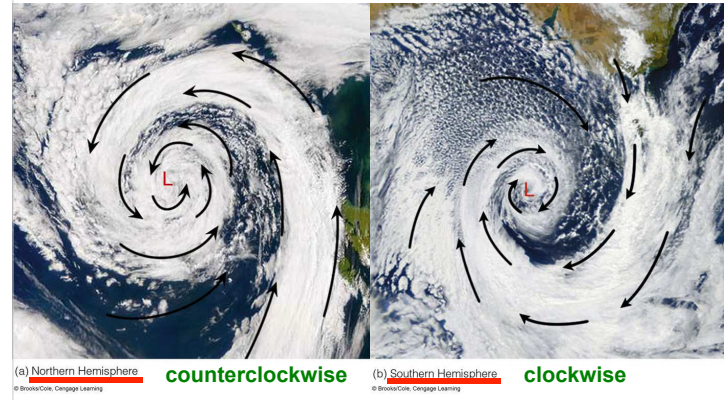 L
L
(a) Northern Hemisphere counterclockwise
© Brooks/Cole, Cengage Learning
(b) Southern Hemisphere clockwise
© Brooks/Cole, Cengage Learning